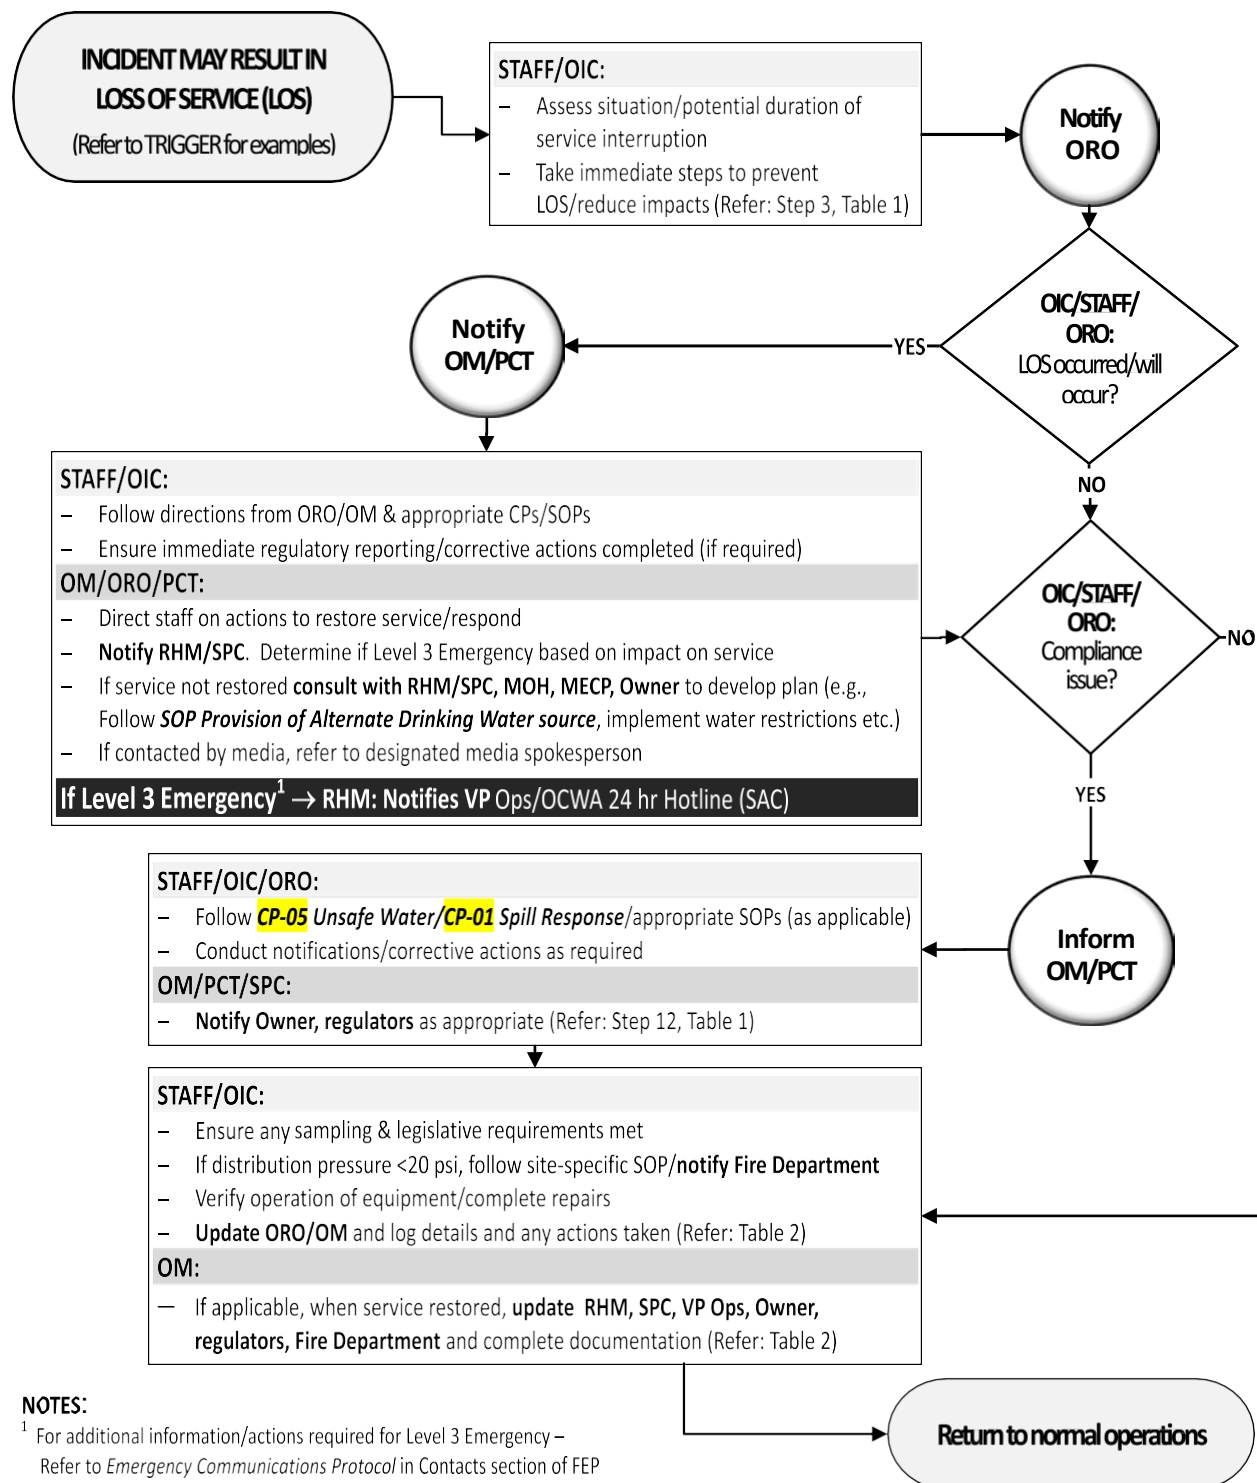 INCIDENT MAY RESULT IN
LOSS OF SERVICE (LOS)
(Refer to TRIGGER for examples)
STAFF/OIC:
– Assess situation/potential duration of
service interruption
– Take immediate steps to prevent
LOS/reduce impacts (Refer: Step 3, Table 1)
Notify
ORO
OIC/STAFF/
ORO:
LOS occurred/will
occur?
YES
Notify
OM/PCT
NO
STAFF/OIC:
– Follow directions from ORO/OM & appropriate CPs/SOPs
– Ensure immediate regulatory reporting/corrective actions completed (if required)
OM/ORO/PCT:
– Direct staff on actions to restore service/respond
– Notify RHM/SPC. Determine if Level 3 Emergency based on impact on service
– If service not restored consult with RHM/SPC, MOH, MECP, Owner to develop plan (e.g.,
Follow SOP Provision of Alternate Drinking Water source, implement water restrictions etc.)
– If contacted by media, refer to designated media spokesperson
If Level 3 Emergency¹ → RHM: Notifies VP Ops/OCWA 24 hr Hotline (SAC)
OIC/STAFF/
ORO:
Compliance
issue?
NO
YES
Inform
OM/PCT
STAFF/OIC/ORO:
– Follow CP-05 Unsafe Water/CP-01 Spill Response/appropriate SOPs (as applicable)
– Conduct notifications/corrective actions as required
OM/PCT/SPC:
– Notify Owner, regulators as appropriate (Refer: Step 12, Table 1)
STAFF/OIC:
– Ensure any sampling & legislative requirements met
– If distribution pressure <20 psi, follow site-specific SOP/notify Fire Department
– Verify operation of equipment/complete repairs
– Update ORO/OM and log details and any actions taken (Refer: Table 2)
OM:
— If applicable, when service restored, update RHM, SPC, VP Ops, Owner,
regulators, Fire Department and complete documentation (Refer: Table 2)
Return to normal operations
NOTES:
¹ For additional information/actions required for Level 3 Emergency –
Refer to Emergency Communications Protocol in Contacts section of FEP